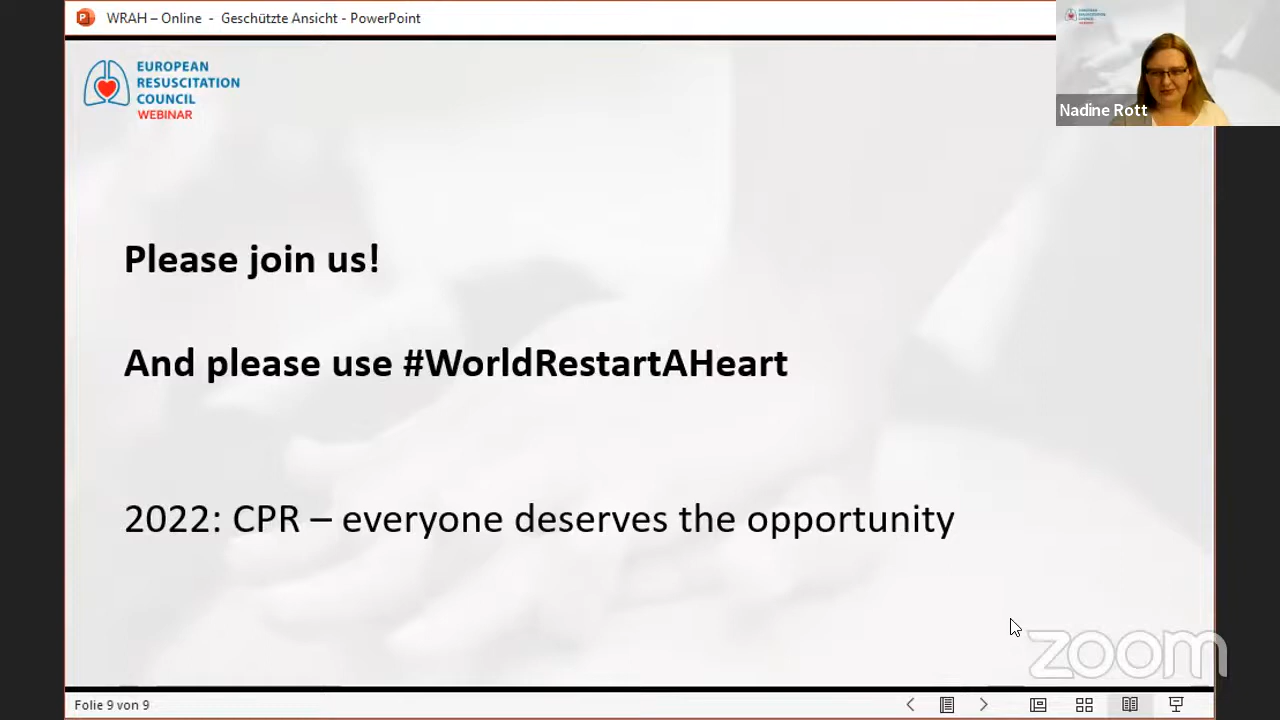 WRAH – Online - Geschützte Ansicht - PowerPoint
EUROPEAN
RESUSCITATION
COUNCIL
WEBINAR
Nadine Rott
Please join us!
And please use #WorldRestartAHeart
2022: CPR – everyone deserves the opportunity
zoom
Folie 9 von 9